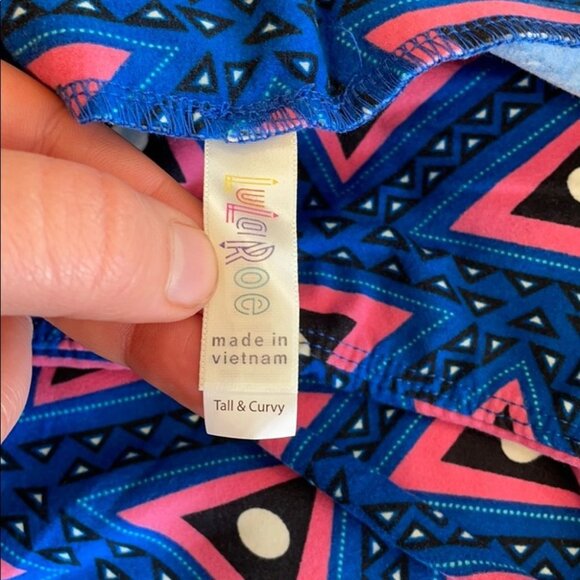 LuLaRoe
made in
vietnam
Tall & Curvy